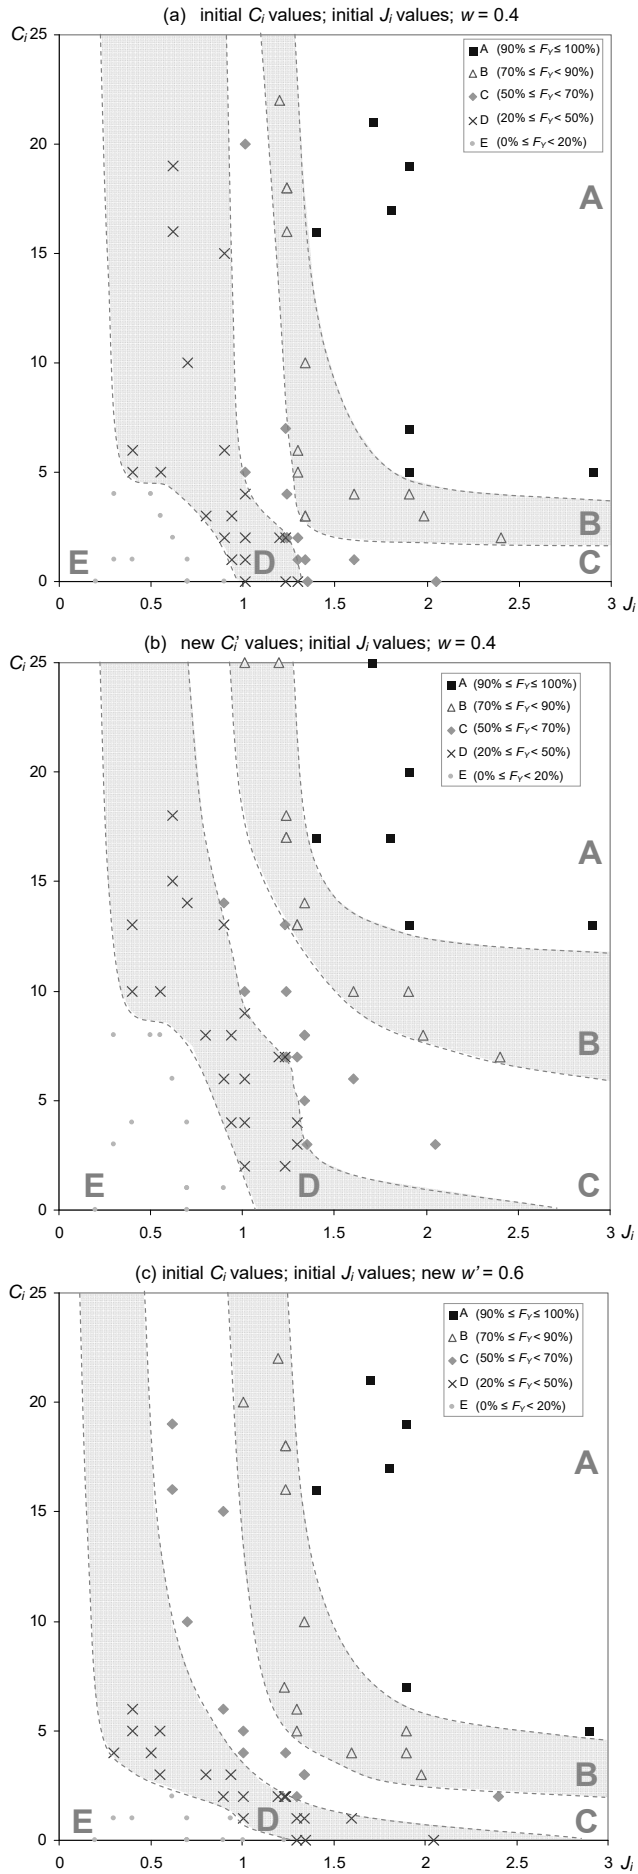 (a) initial Ci values; initial Ji values; w = 0.4
Ci
25
20
15
10
5
0
■ A (90% ≤ FY ≤ 100%)
△ B (70% ≤ FY < 90%)
◆ C (50% ≤ FY < 70%)
× D (20% ≤ FY < 50%)
● E (0% ≤ FY < 20%)
A
B
C
D
E
0 0.5 1 1.5 2 2.5 3 Ji
(b) new Ci’ values; initial Ji values; w = 0.4
Ci
25
20
15
10
5
0
■ A (90% ≤ FY ≤ 100%)
△ B (70% ≤ FY < 90%)
◆ C (50% ≤ FY < 70%)
× D (20% ≤ FY < 50%)
● E (0% ≤ FY < 20%)
A
B
C
D
E
0 0.5 1 1.5 2 2.5 3 Ji
(c) initial Ci values; initial Ji values; new w’ = 0.6
Ci
25
20
15
10
5
0
■ A (90% ≤ FY ≤ 100%)
△ B (70% ≤ FY < 90%)
◆ C (50% ≤ FY < 70%)
× D (20% ≤ FY < 50%)
● E (0% ≤ FY < 20%)
A
B
C
D
E
0 0.5 1 1.5 2 2.5 3 Ji